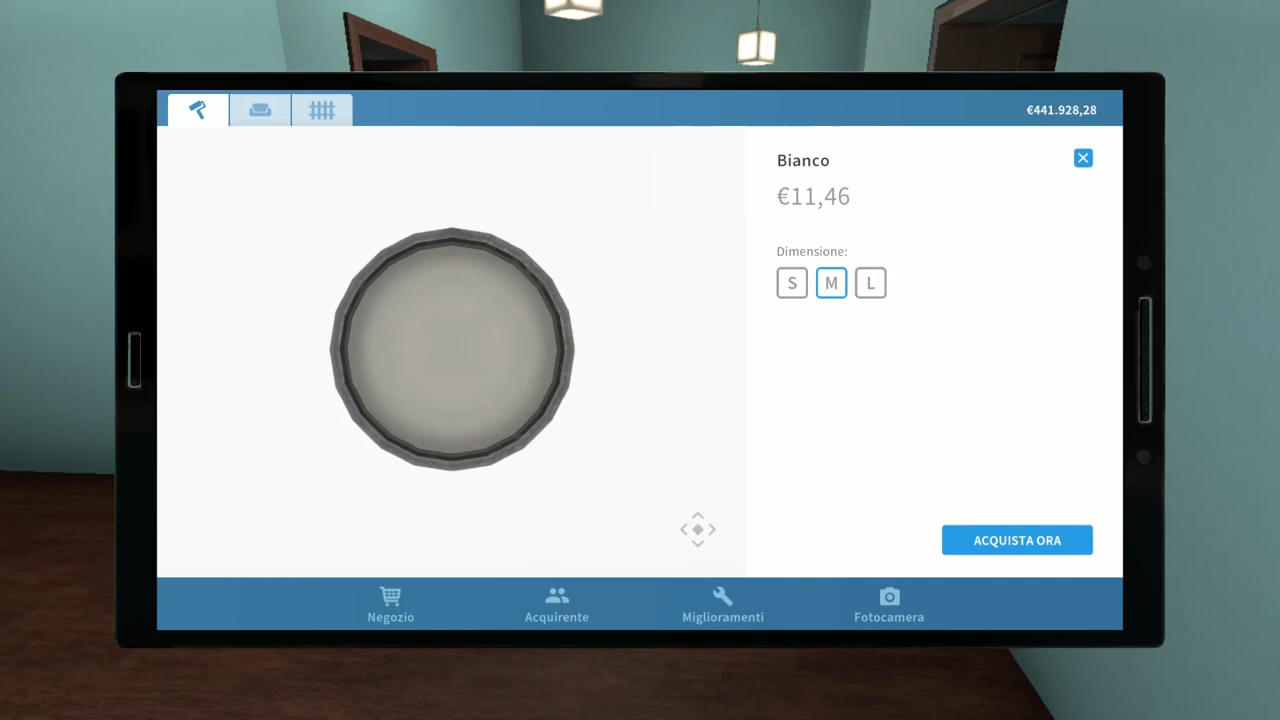 €441.928,28
Bianco
€11,46
Dimensione:
S M L
ACQUISTA ORA
Negozio Acquirente Miglioramenti Fotocamera